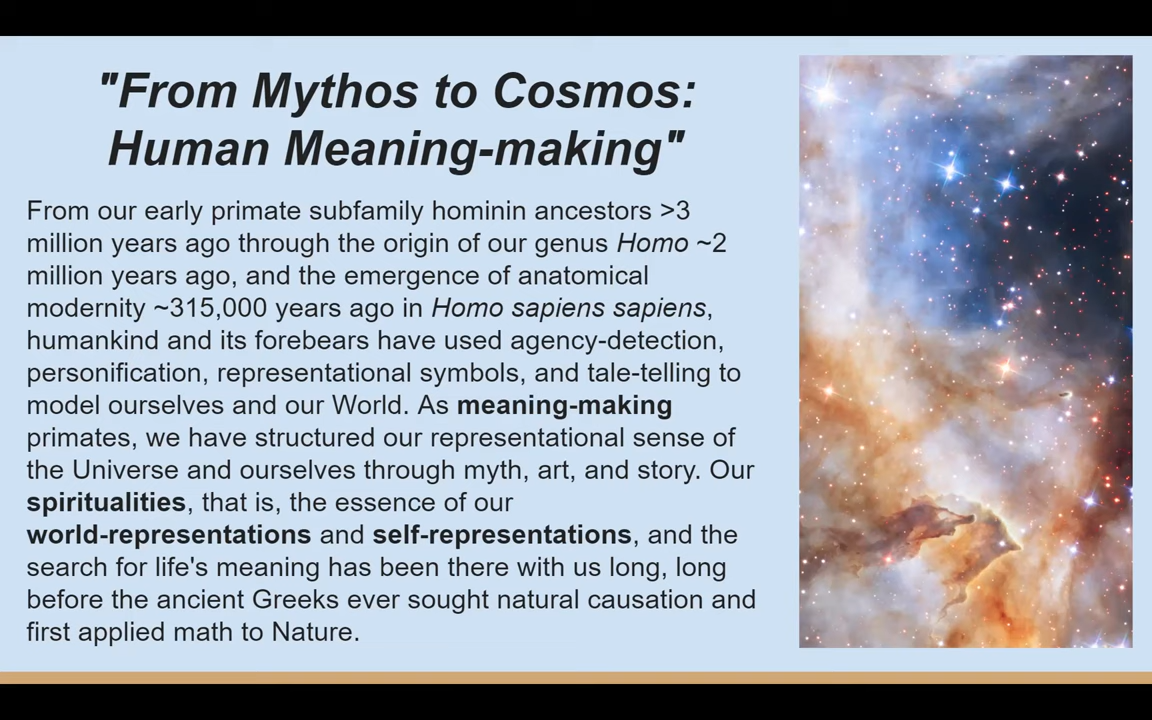 "From Mythos to Cosmos:
Human Meaning-making"
From our early primate subfamily hominin ancestors >3
million years ago through the origin of our genus Homo ~2
million years ago, and the emergence of anatomical
modernity ~315,000 years ago in Homo sapiens sapiens,
humankind and its forebears have used agency-detection,
personification, representational symbols, and tale-telling to
model ourselves and our World. As meaning-making
primates, we have structured our representational sense of
the Universe and ourselves through myth, art, and story. Our
spiritualities, that is, the essence of our
world-representations and self-representations, and the
search for life's meaning has been there with us long, long
before the ancient Greeks ever sought natural causation and
first applied math to Nature.